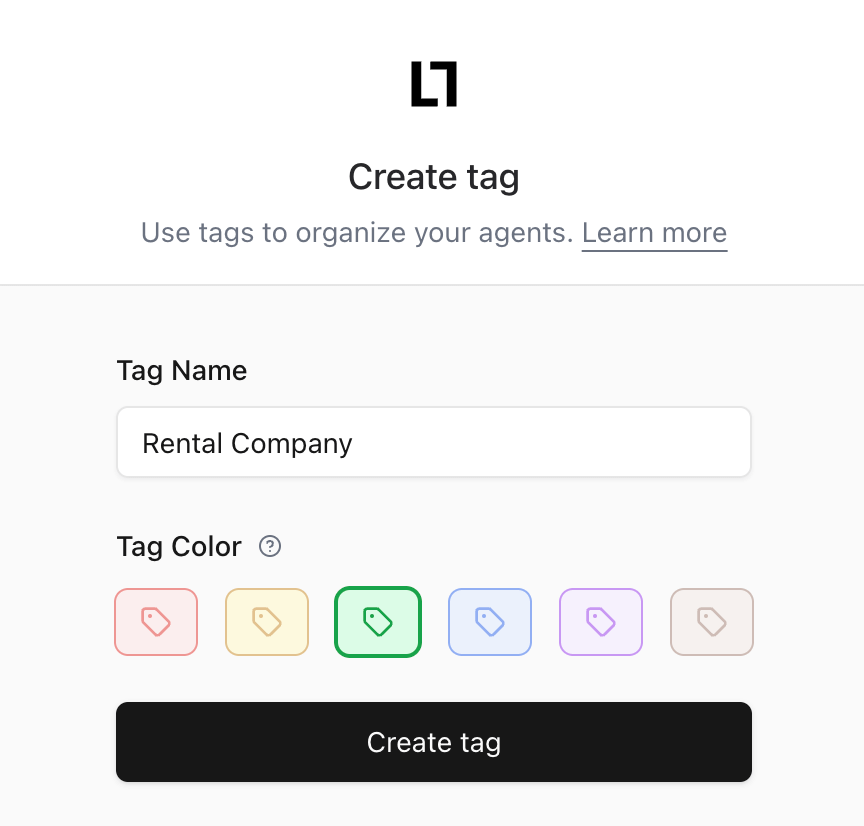 Create tag
Use tags to organize your agents. Learn more
Tag Name
Rental Company
Tag Color
Create tag